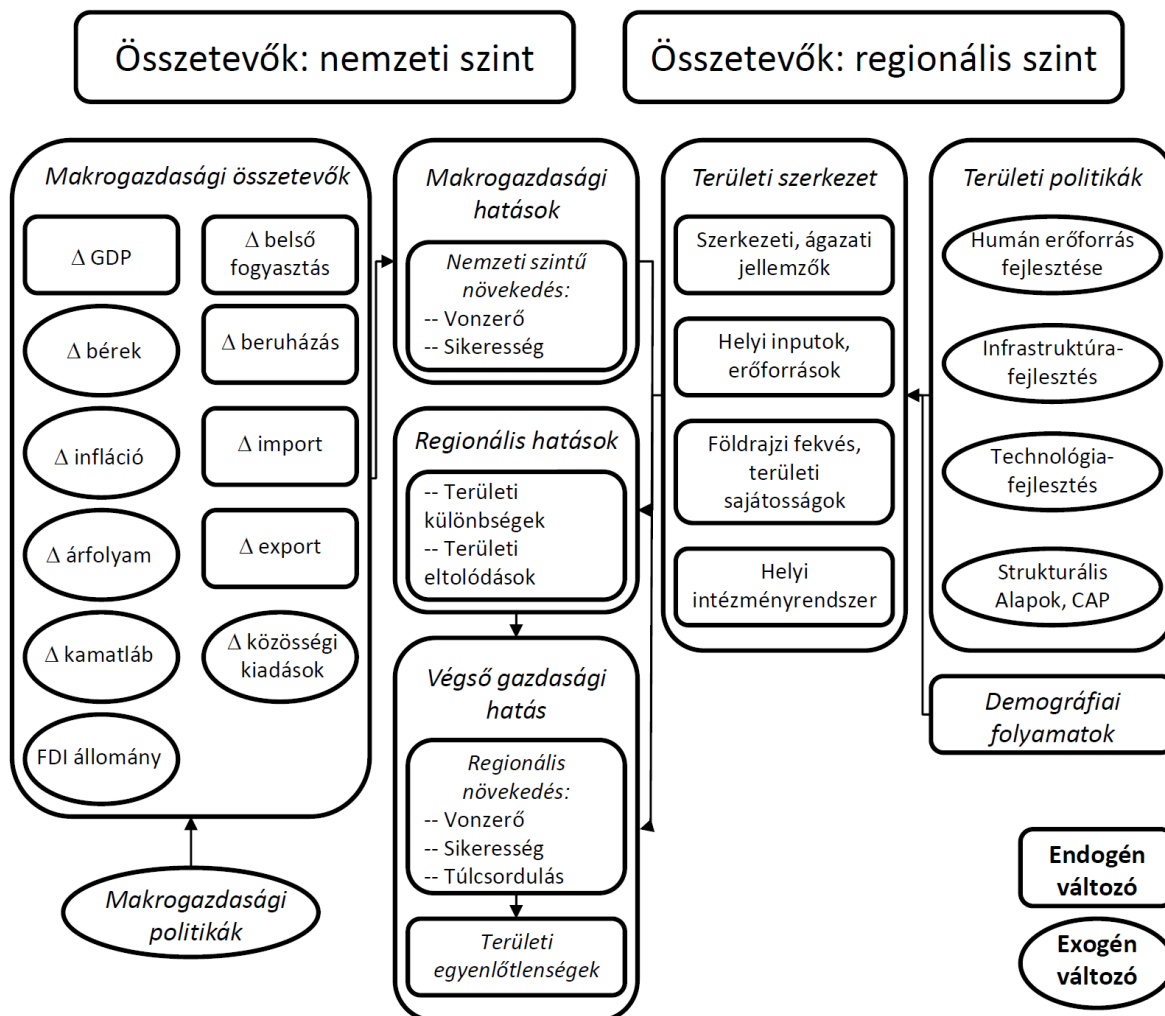 Összetevők: nemzeti szint
Összetevők: regionális szint
Makrogazdasági összetevők
∆ GDP
∆ belső
fogyasztás
∆ bérek
∆ beruházás
∆ infláció
∆ import
∆ árfolyam
∆ export
∆ kamatláb
∆ közösségi
kiadások
FDI állomány
Makrogazdasági
politikák
Makrogazdasági
hatások
Nemzeti szintű
növekedés:
-- Vonzerő
-- Sikeresség
Regionális hatások
-- Területi
különbségek
-- Területi
eltolódások
Végső gazdasági
hatás
Regionális
növekedés:
-- Vonzerő
-- Sikeresség
-- Túlcsordulás
Területi
egyenlőtlenségek
Területi szerkezet
Szerkezeti, ágazati
jellemzők
Helyi inputok,
erőforrások
Földrajzi fekvés,
területi
sajátosságok
Helyi
intézményrendszer
Területi politikák
Humán erőforrás
fejlesztése
Infrastruktúra-
fejlesztés
Technológia-
fejlesztés
Strukturális
Alapok, CAP
Demográfiai
folyamatok
Endogén
változó
Exogén
változó